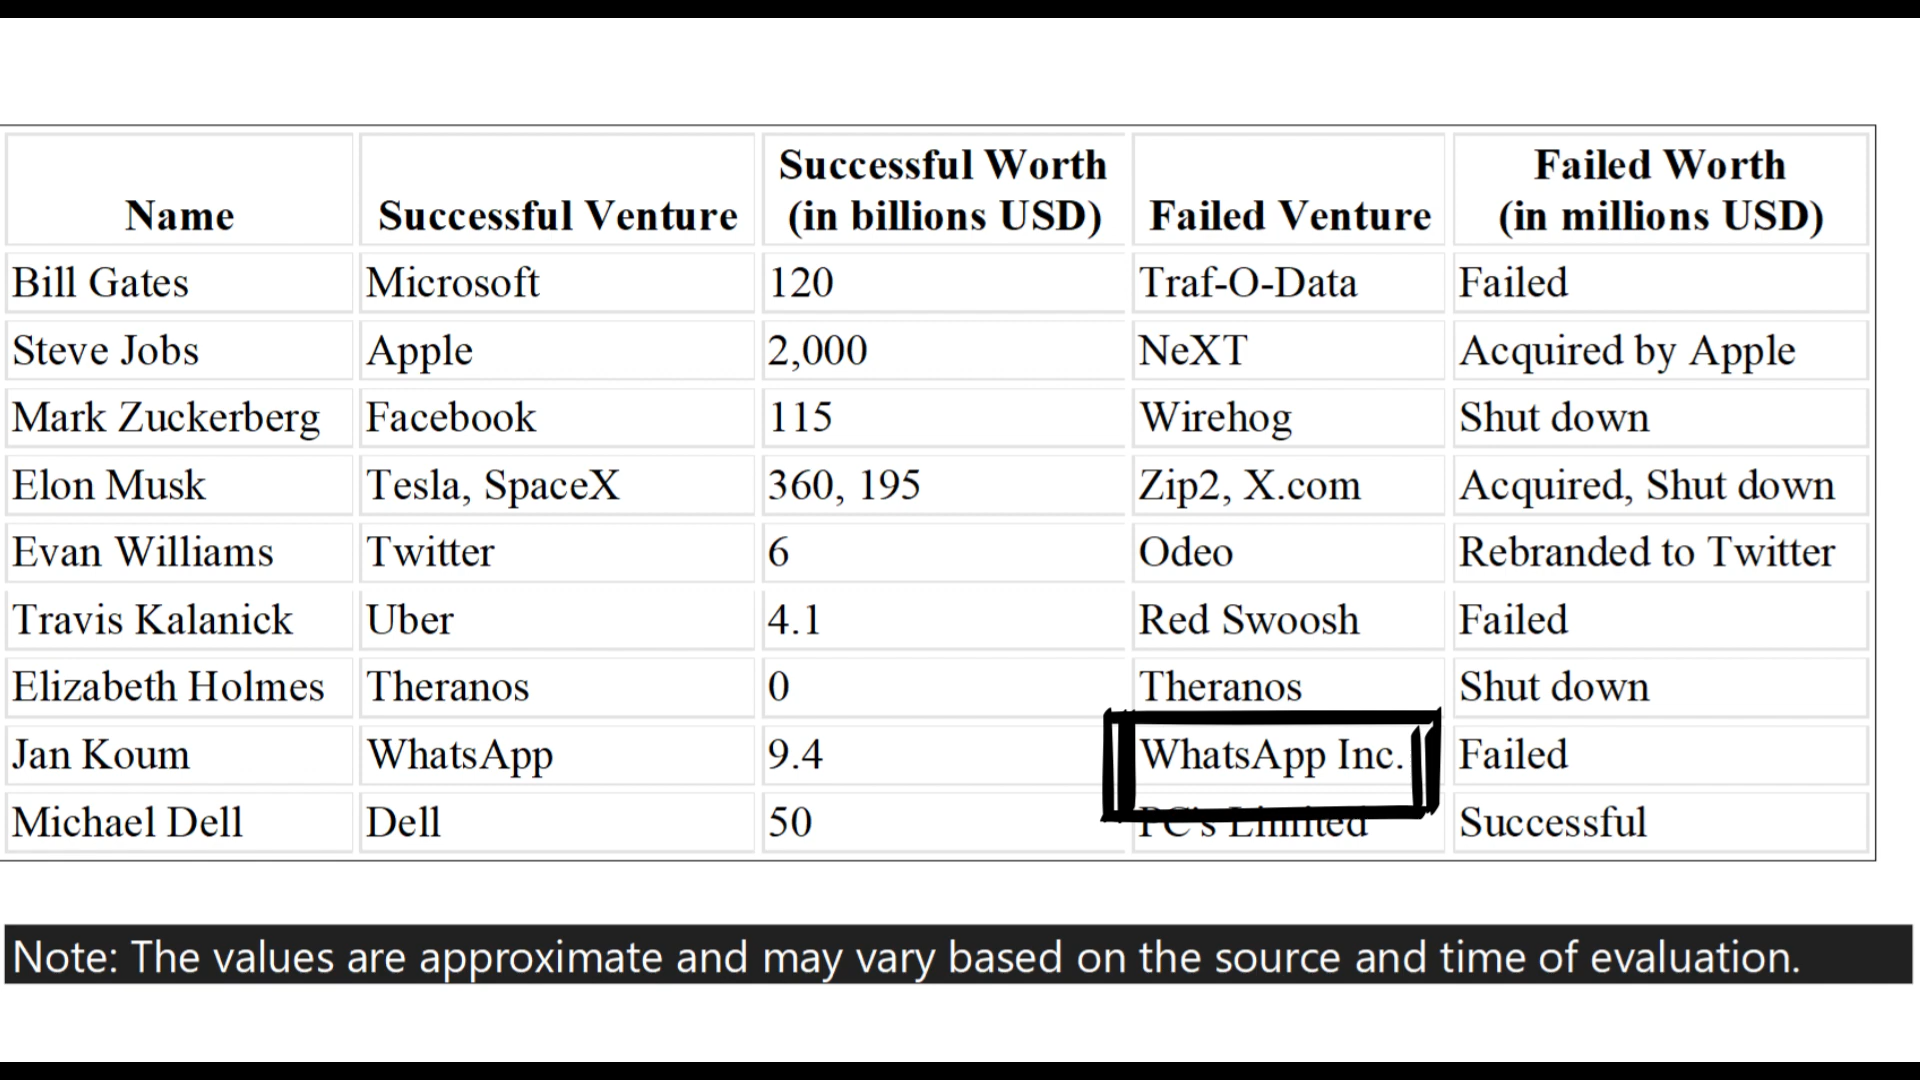 Name Successful Venture Successful Worth (in billions USD) Failed Venture Failed Worth (in millions USD)
Bill Gates Microsoft 120 Traf-O-Data Failed
Steve Jobs Apple 2,000 NeXT Acquired by Apple
Mark Zuckerberg Facebook 115 Wirehog Shut down
Elon Musk Tesla, SpaceX 360, 195 Zip2, X.com Acquired, Shut down
Evan Williams Twitter 6 Odeo Rebranded to Twitter
Travis Kalanick Uber 4.1 Red Swoosh Failed
Elizabeth Holmes Theranos 0 Theranos Shut down
Jan Koum WhatsApp 9.4 WhatsApp Inc. Failed
Michael Dell Dell 50 PC's Limited Successful
Note: The values are approximate and may vary based on the source and time of evaluation.